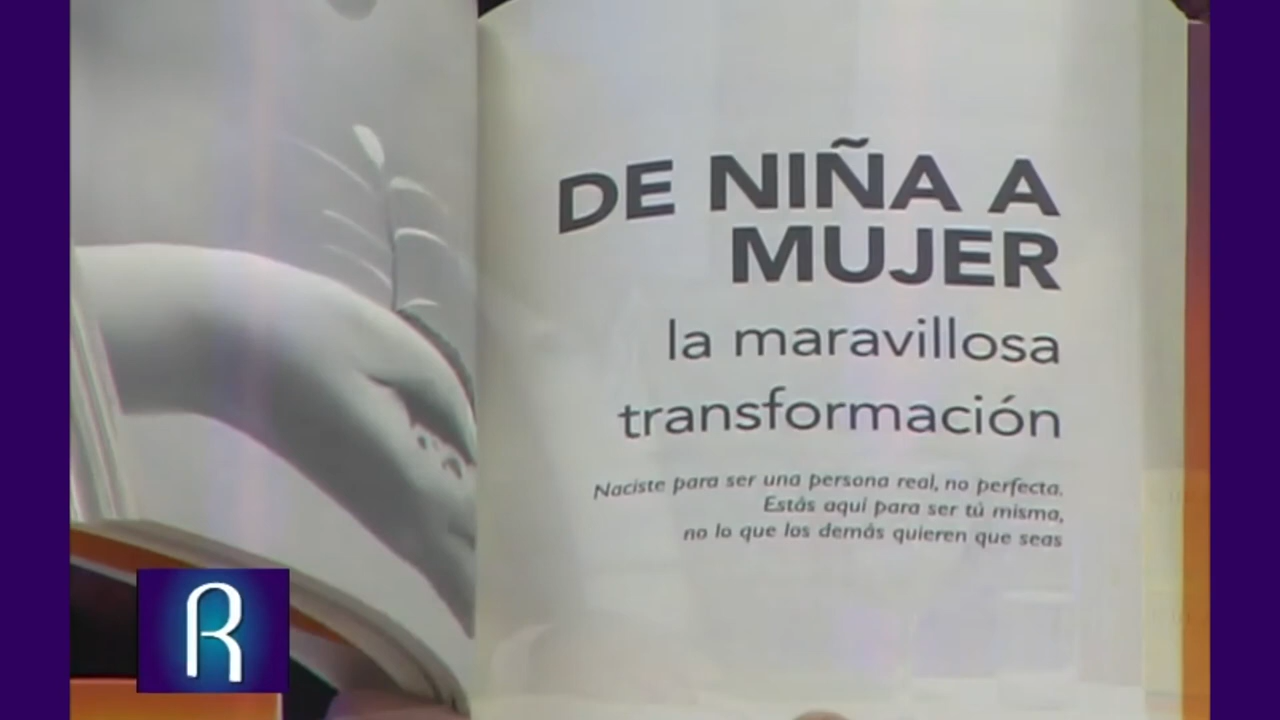 DE NIÑA A
MUJER
la maravillosa
transformación
Naciste para ser una persona real, no perfecta.
Estás aquí para ser tú misma,
no lo que los demás quieren que seas
R